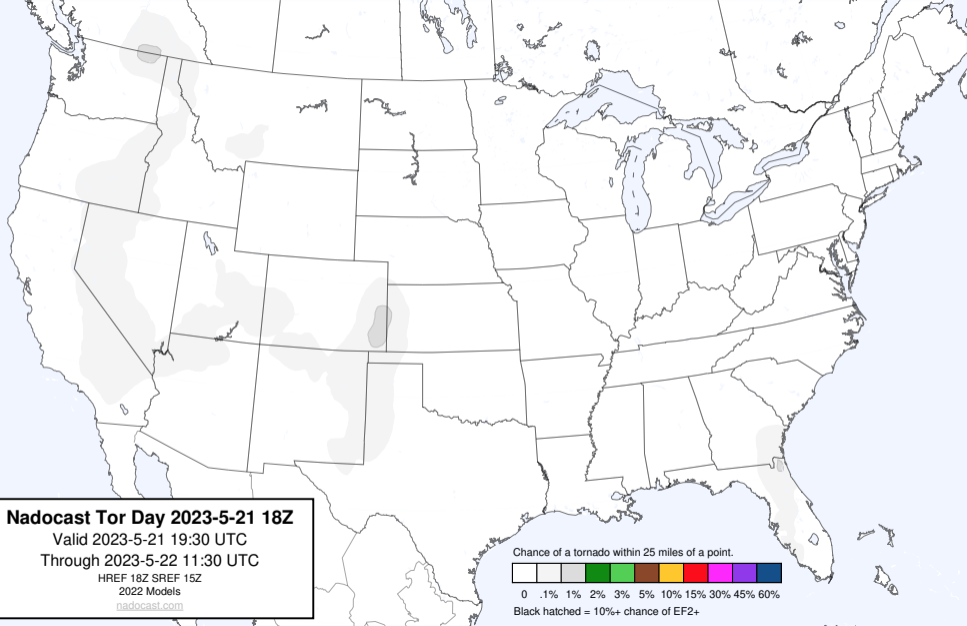 Nadocast Tor Day 2023-5-21 18Z
Valid 2023-5-21 19:30 UTC
Through 2023-5-22 11:30 UTC
HREF 18Z SREF 15Z
2022 Models
nadocast.com
Chance of a tornado within 25 miles of a point.
0 .1% 1% 2% 3% 5% 10% 15% 30% 45% 60%
Black hatched = 10%+ chance of EF2+